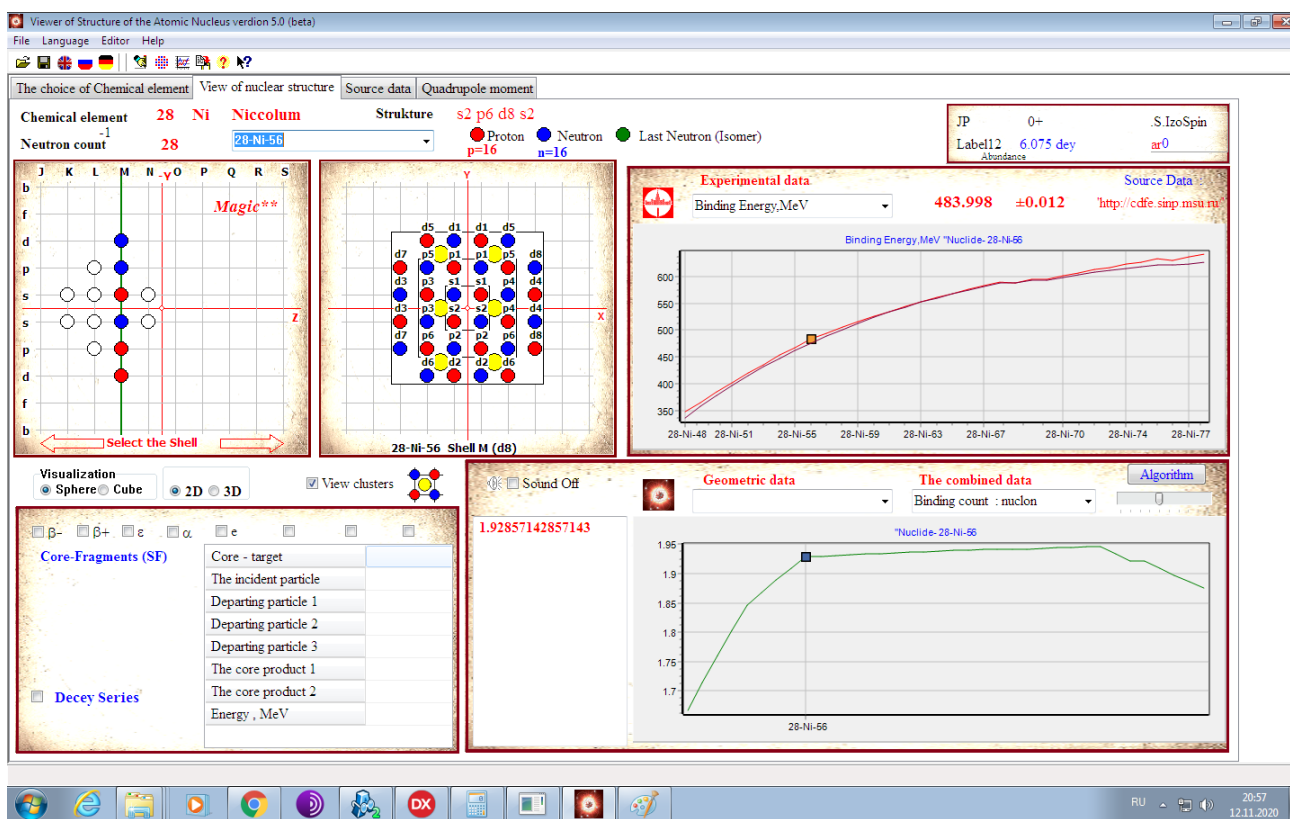 Viewer of Structure of the Atomic Nucleus verdion 5.0 (beta)
File Language Editor Help
The choice of Chemical element View of nuclear structure Source data Quadrupole moment
Chemical element 28 Ni Niccolum Strukture s2 p6 d8 s2
-1
Neutron count 28 28-Ni-56
Proton Neutron Last Neutron (Isomer)
p=16 n=16
JP 0+ .S.IzoSpin
Label12 6.075 dey ar0
Abundance
J K L M N -Y O P Q R S
b
f
d
p
s
s
p
d
f
b
Magic**
Z
Select the Shell
Y
X
d5 d1 d1 d5
d7 p5 p1 p1 p5 d8
d3 p3 s1 s1 p4 d4
d3 p3 s2 s2 p4 d4
d7 p6 p2 p2 p6 d8
d6 d2 d2 d6
28-Ni-56 Shell M (d8)
Experimental data Source Data :
Binding Energy,MeV 483.998 ±0.012 'http://cdfe.sinp.msu.ru
Binding Energy,MeV "Nuclide- 28-Ni-56
600
550
500
450
400
350
28-Ni-48 28-Ni-51 28-Ni-55 28-Ni-59 28-Ni-63 28-Ni-67 28-Ni-70 28-Ni-74 28-Ni-77
Visualization
Sphere Cube 2D 3D View clusters
Sound Off
Geometric data The combined data Algorithm
Binding count : nuclon
1.92857142857143
"Nuclide- 28-Ni-56
1.95
1.9
1.85
1.8
1.75
1.7
28-Ni-56
β- β+ ε α e
Core-Fragments (SF)
Core - target
The incident particle
Departing particle 1
Departing particle 2
Departing particle 3
The core product 1
The core product 2
Energy , MeV
Decey Series
DX
RU
20:57
12.11.2020